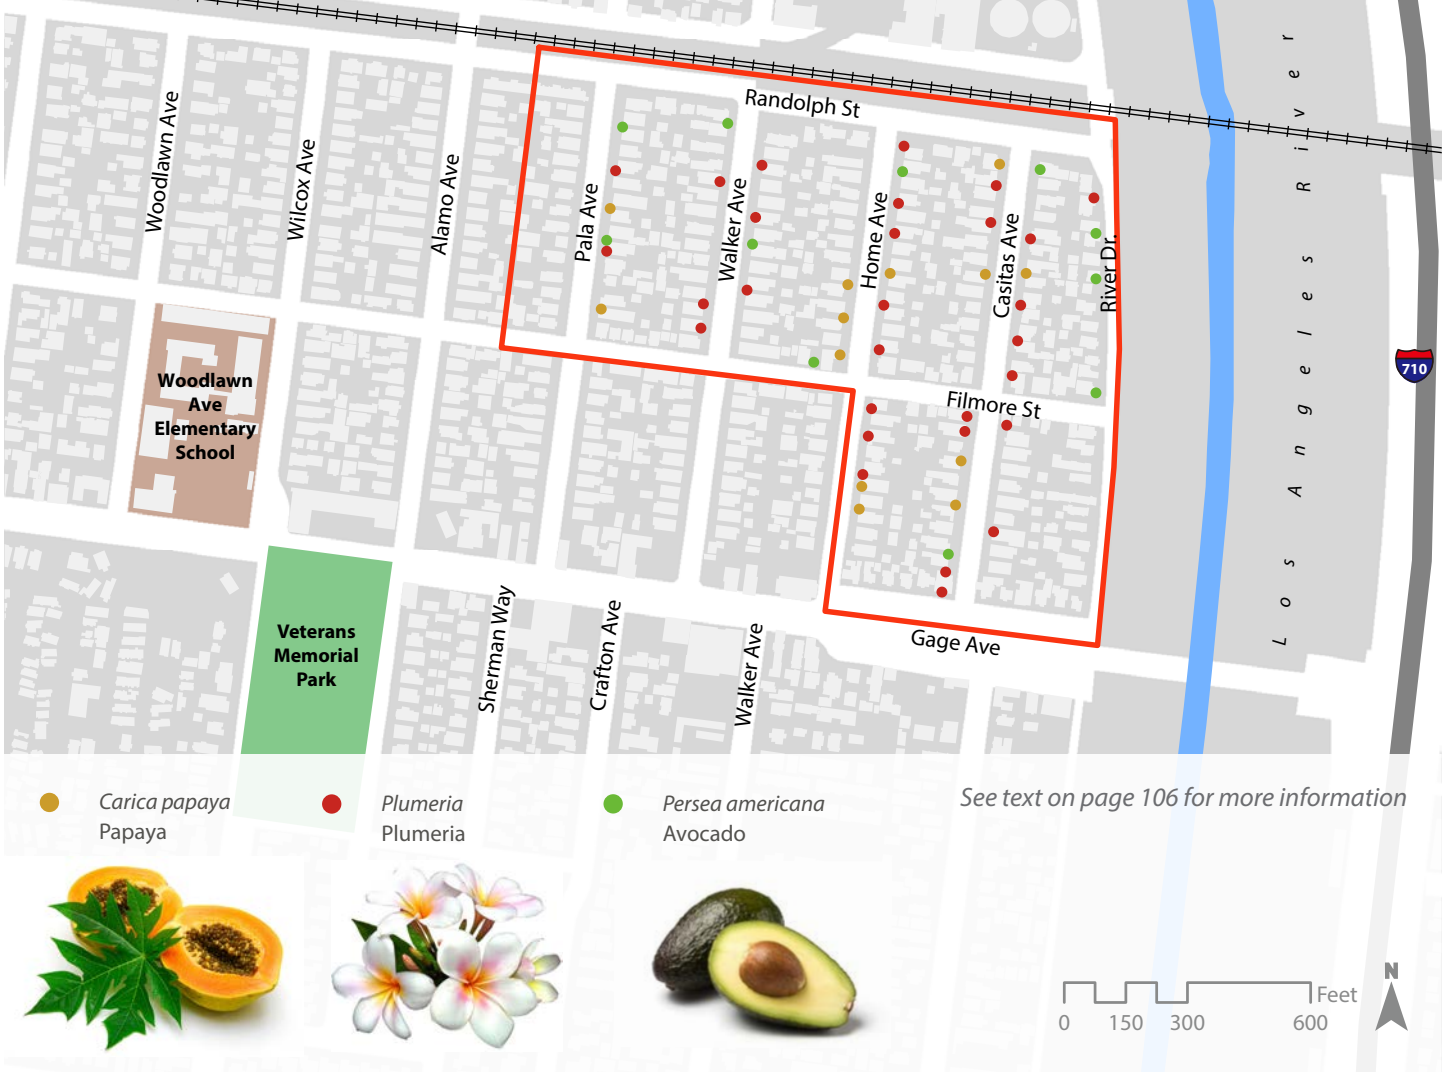 Randolph St
Woodlawn Ave
Wilcox Ave
Alamo Ave
Pala Ave
Walker Ave
Home Ave
Casitas Ave
River Dr.
Los Angeles River
710
Woodlawn
Ave
Elementary
School
Filmore St
Veterans
Memorial
Park
Sherman Way
Crafton Ave
Walker Ave
Gage Ave
Carica papaya
Papaya
Plumeria
Plumeria
Persea americana
Avocado
See text on page 106 for more information
N
Feet
0 150 300 600